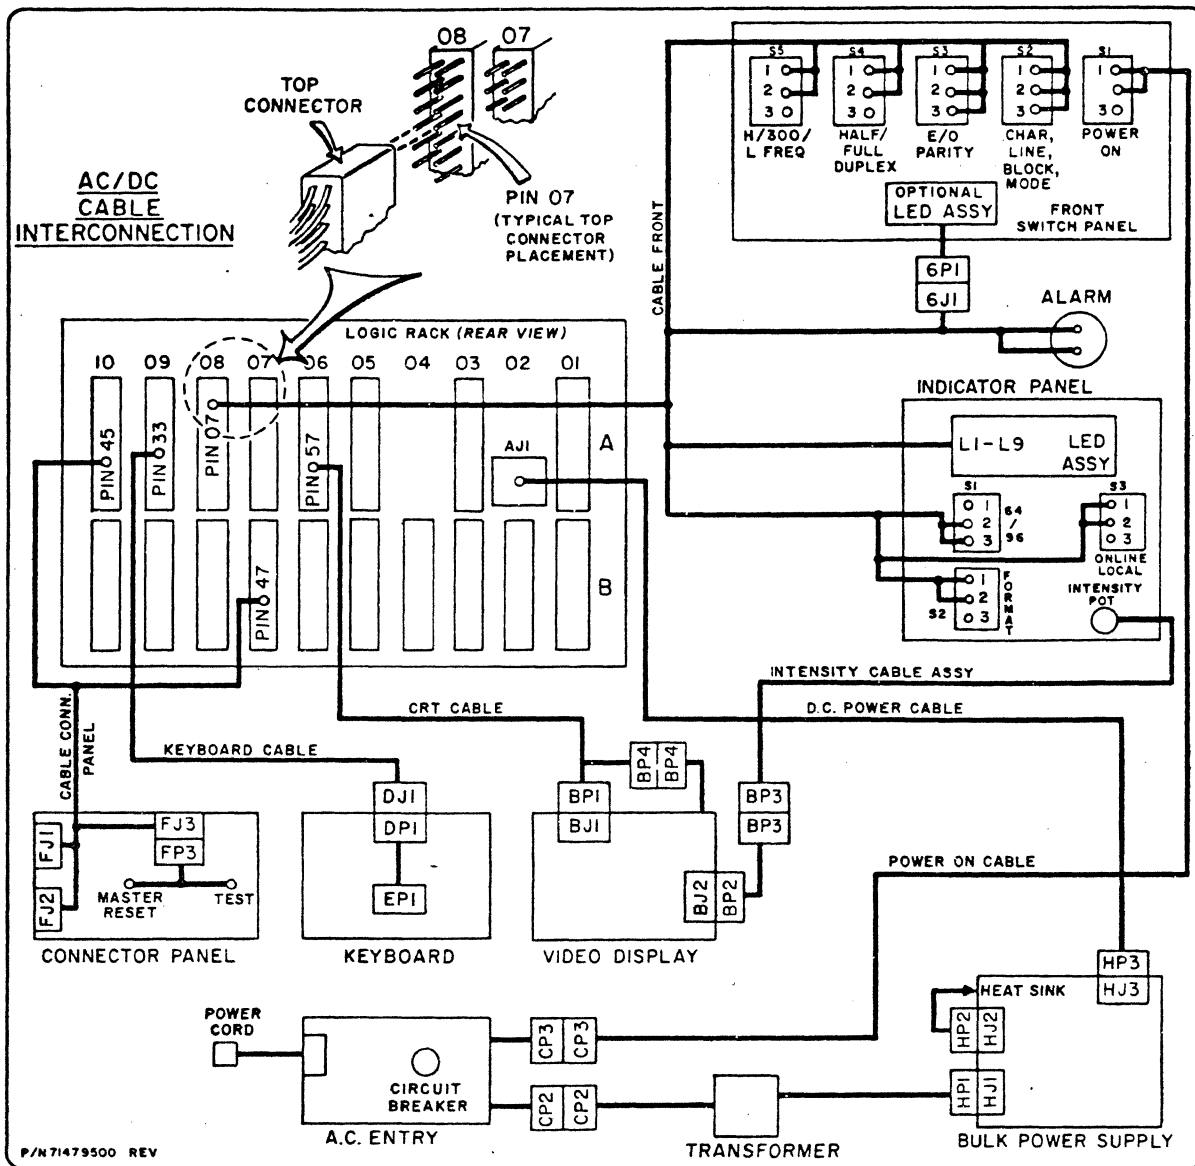 AC/DC
CABLE
INTERCONNECTION
TOP
CONNECTOR
08 07
PIN 07
(TYPICAL TOP
CONNECTOR
PLACEMENT)
CABLE FRONT
S5 S4 S3 S2 S1
1 1 1 1 1
2 2 2 2 2
3 3 3 3 3
H/300/
L FREQ
HALF/
FULL
DUPLEX
E/O
PARITY
CHAR,
LINE,
BLOCK,
MODE
POWER
ON
OPTIONAL
LED ASSY
FRONT
SWITCH PANEL
6P1
6J1
ALARM
LOGIC RACK (REAR VIEW)
10 09 08 07 06 05 04 03 02 01
PIN 45
PIN 33
PIN 07
PIN 57
AJ1
A
PIN 47
B
INDICATOR PANEL
L1-L9
LED
ASSY
S1
1
2
3
64
/
96
S3
1
2
3
ONLINE
LOCAL
S2
1
2
3
FORMAT
INTENSITY
POT
INTENSITY CABLE ASSY
CRT CABLE
D.C. POWER CABLE
CABLE CONN.
PANEL
KEYBOARD CABLE
FJ1
FJ2
FJ3
FP3
MASTER
RESET
TEST
CONNECTOR PANEL
DJ1
DP1
EP1
KEYBOARD
BP1
BJ1
BP4 BP4
BJ2 BP2
VIDEO DISPLAY
BP3
BP3
POWER ON CABLE
HP3
HJ3
HEAT SINK
HP2 HJ2
HP1 HJ1
BULK POWER SUPPLY
POWER
CORD
CIRCUIT
BREAKER
A.C. ENTRY
CP3 CP3
CP2 CP2
TRANSFORMER
P/N 71479500 REV